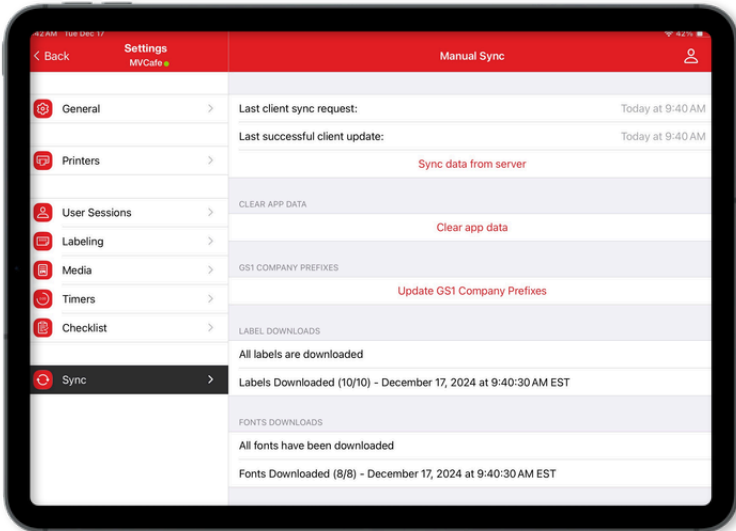 42 AM Tue Dec 17
42%
Back
Settings
MVCafe
Manual Sync
General
Printers
User Sessions
Labeling
Media
Timers
Checklist
Sync
Last client sync request: Today at 9:40 AM
Last successful client update: Today at 9:40 AM
Sync data from server
CLEAR APP DATA
Clear app data
GS1 COMPANY PREFIXES
Update GS1 Company Prefixes
LABEL DOWNLOADS
All labels are downloaded
Labels Downloaded (10/10) - December 17, 2024 at 9:40:30 AM EST
FONTS DOWNLOADS
All fonts have been downloaded
Fonts Downloaded (8/8) - December 17, 2024 at 9:40:30 AM EST